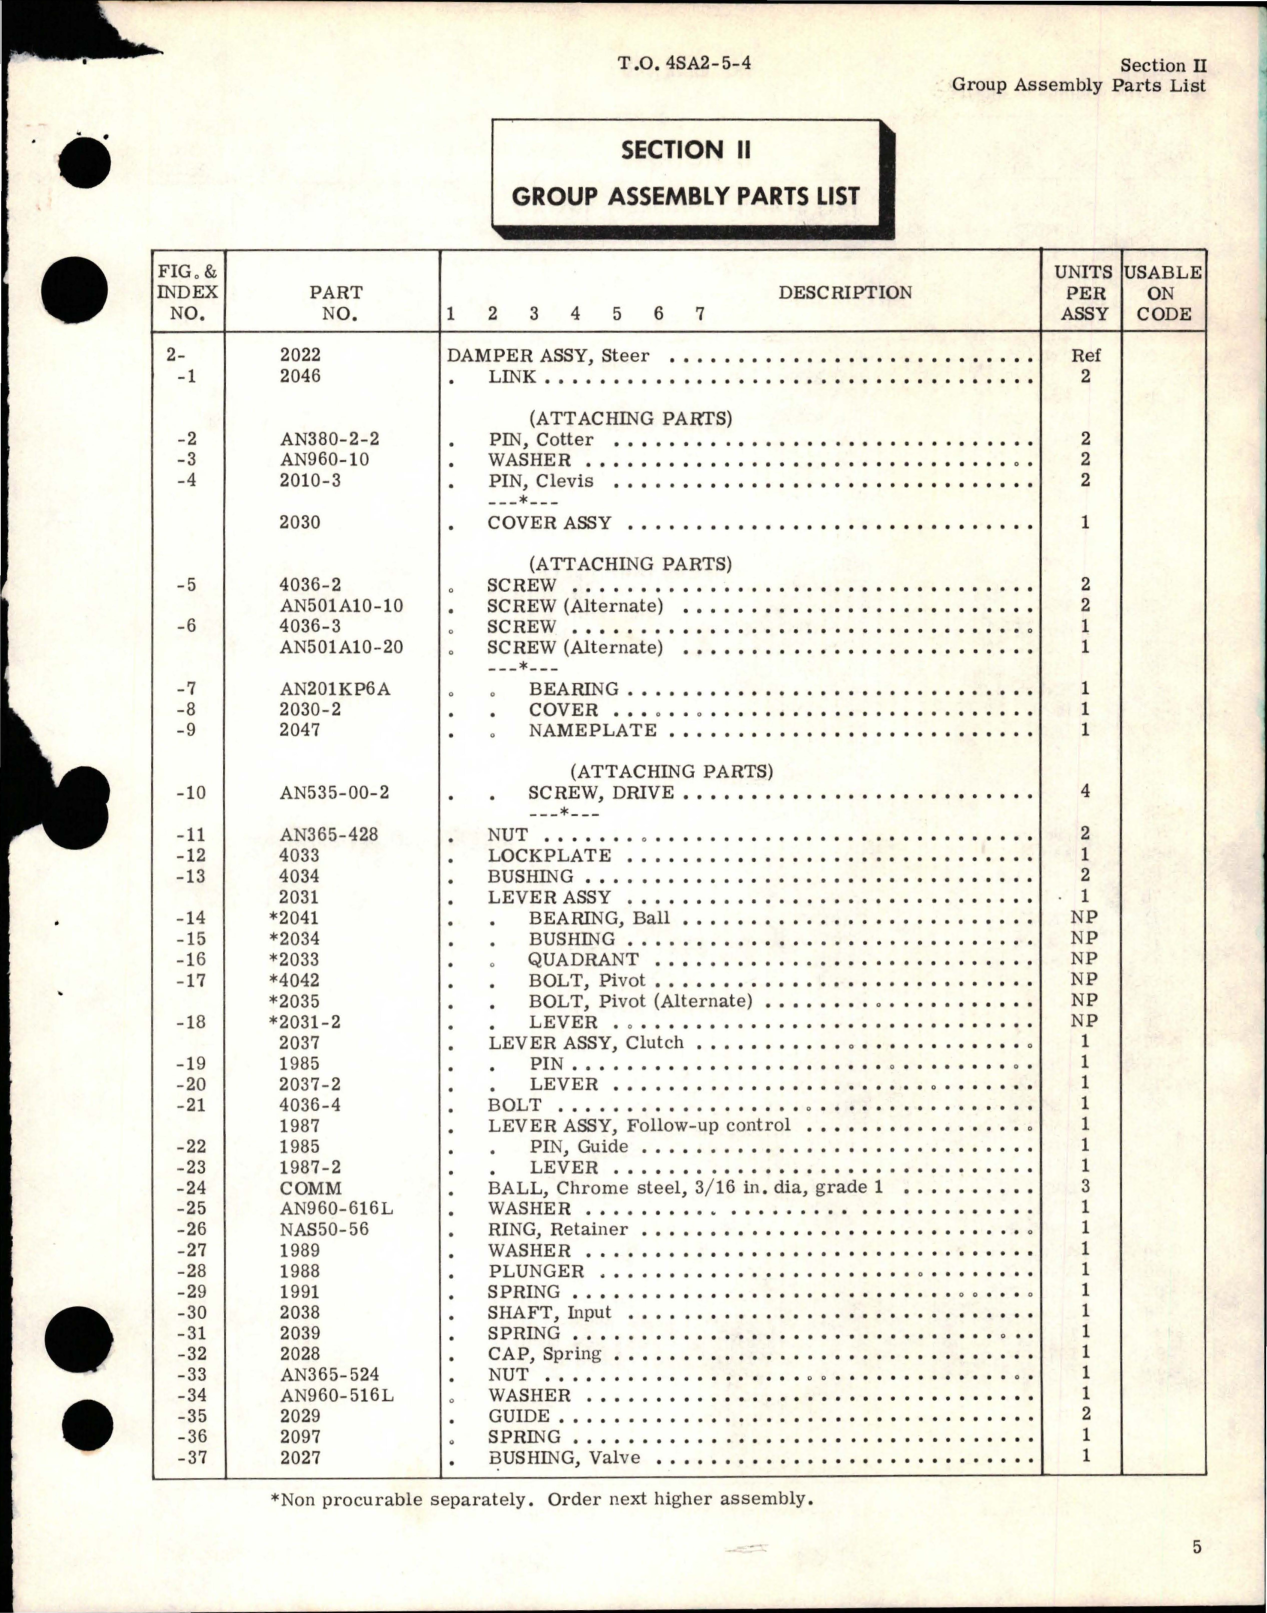 T.O. 4SA2-5-4
Section II
Group Assembly Parts List
SECTION II
GROUP ASSEMBLY PARTS LIST
FIG. & INDEX NO. PART NO. DESCRIPTION 1 2 3 4 5 6 7 UNITS PER ASSY USABLE ON CODE
2- 2022 DAMPER ASSY, Steer Ref
-1 2046 . LINK 2
(ATTACHING PARTS)
-2 AN380-2-2 . PIN, Cotter 2
-3 AN960-10 . WASHER 2
-4 2010-3 . PIN, Clevis 2
---*---
2030 . COVER ASSY 1
(ATTACHING PARTS)
-5 4036-2 . SCREW 2
AN501A10-10 . SCREW (Alternate) 2
-6 4036-3 . SCREW 1
AN501A10-20 . SCREW (Alternate) 1
---*---
-7 AN201KP6A . . BEARING 1
-8 2030-2 . . COVER 1
-9 2047 . . NAMEPLATE 1
(ATTACHING PARTS)
-10 AN535-00-2 . . SCREW, DRIVE 4
---*---
-11 AN365-428 . NUT 2
-12 4033 . LOCKPLATE 1
-13 4034 . BUSHING 2
2031 . LEVER ASSY 1
-14 *2041 . . BEARING, Ball NP
-15 *2034 . . BUSHING NP
-16 *2033 . . QUADRANT NP
-17 *4042 . . BOLT, Pivot NP
*2035 . . BOLT, Pivot (Alternate) NP
-18 *2031-2 . . LEVER NP
2037 . LEVER ASSY, Clutch 1
-19 1985 . . PIN 1
-20 2037-2 . . LEVER 1
-21 4036-4 . BOLT 1
1987 . LEVER ASSY, Follow-up control 1
-22 1985 . . PIN, Guide 1
-23 1987-2 . . LEVER 1
-24 COMM . BALL, Chrome steel, 3/16 in. dia, grade 1 3
-25 AN960-616L . WASHER 1
-26 NAS50-56 . RING, Retainer 1
-27 1989 . WASHER 1
-28 1988 . PLUNGER 1
-29 1991 . SPRING 1
-30 2038 . SHAFT, Input 1
-31 2039 . SPRING 1
-32 2028 . CAP, Spring 1
-33 AN365-524 . NUT 1
-34 AN960-516L . WASHER 1
-35 2029 . GUIDE 2
-36 2097 . SPRING 1
-37 2027 . BUSHING, Valve 1
*Non procurable separately. Order next higher assembly.
5